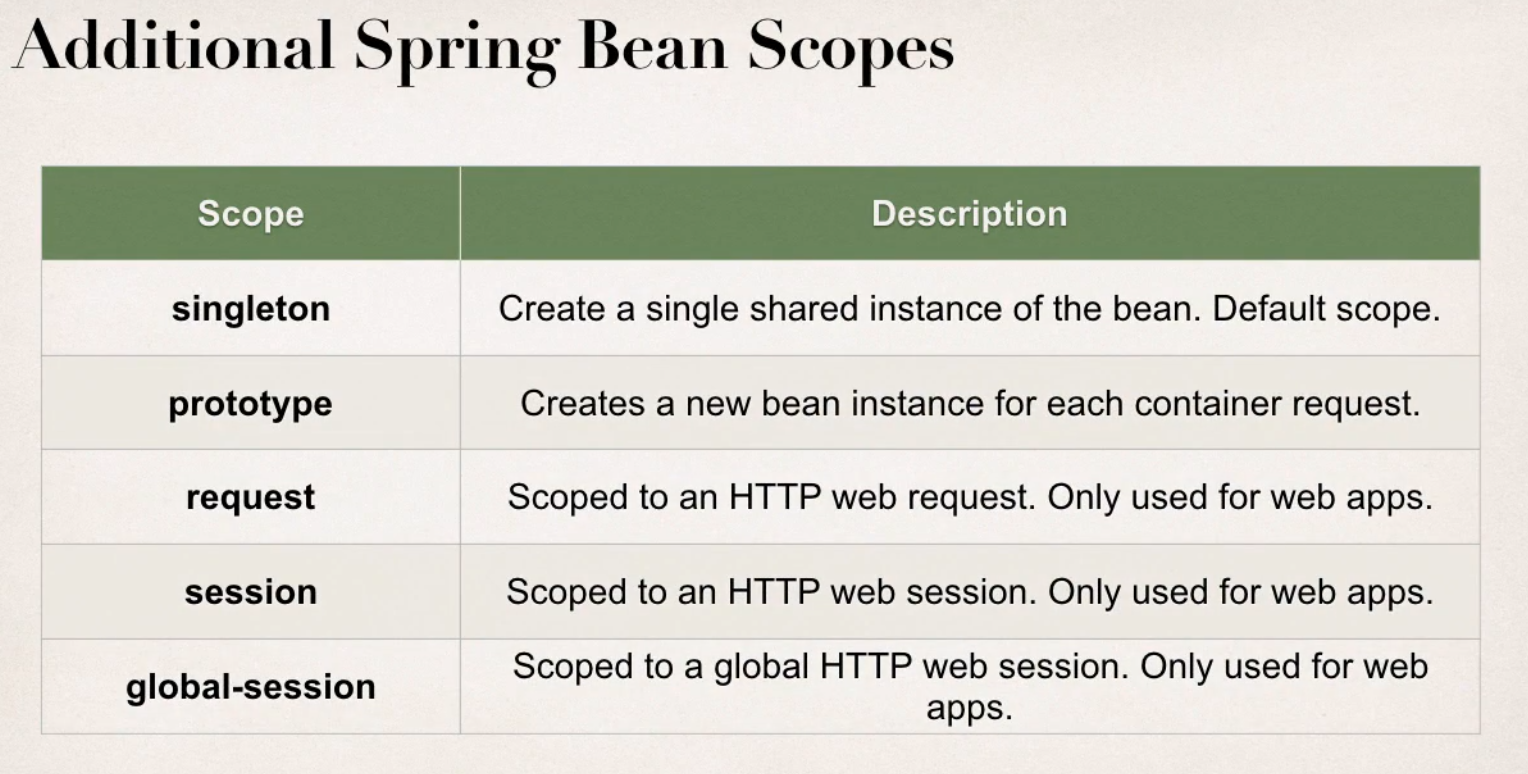 Additional Spring Bean Scopes
Scope Description
singleton Create a single shared instance of the bean. Default scope.
prototype Creates a new bean instance for each container request.
request Scoped to an HTTP web request. Only used for web apps.
session Scoped to an HTTP web session. Only used for web apps.
global-session Scoped to a global HTTP web session. Only used for web
apps.